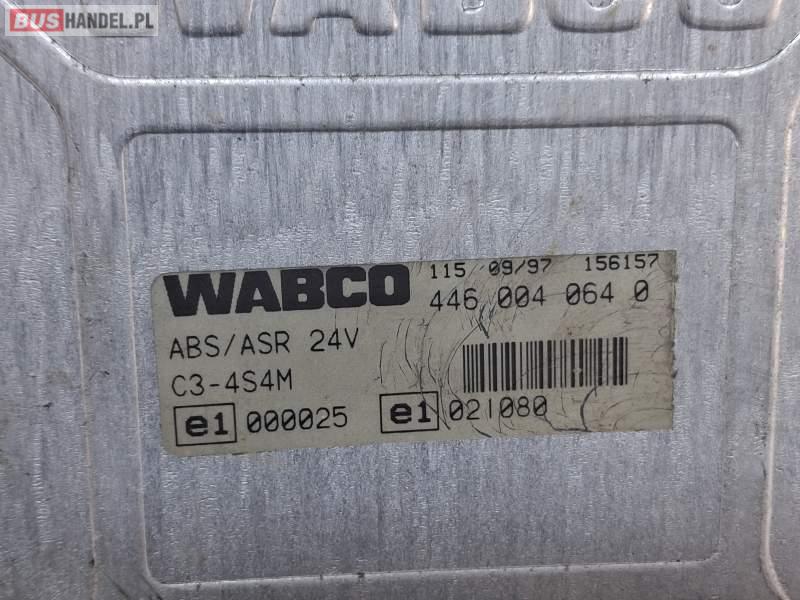 BUSHANDEL.PL
WABCO
WABCO 115 09/97 156157
446 004 064 0
ABS/ASR 24V
C3-4S4M
e1 000025 e1 021080